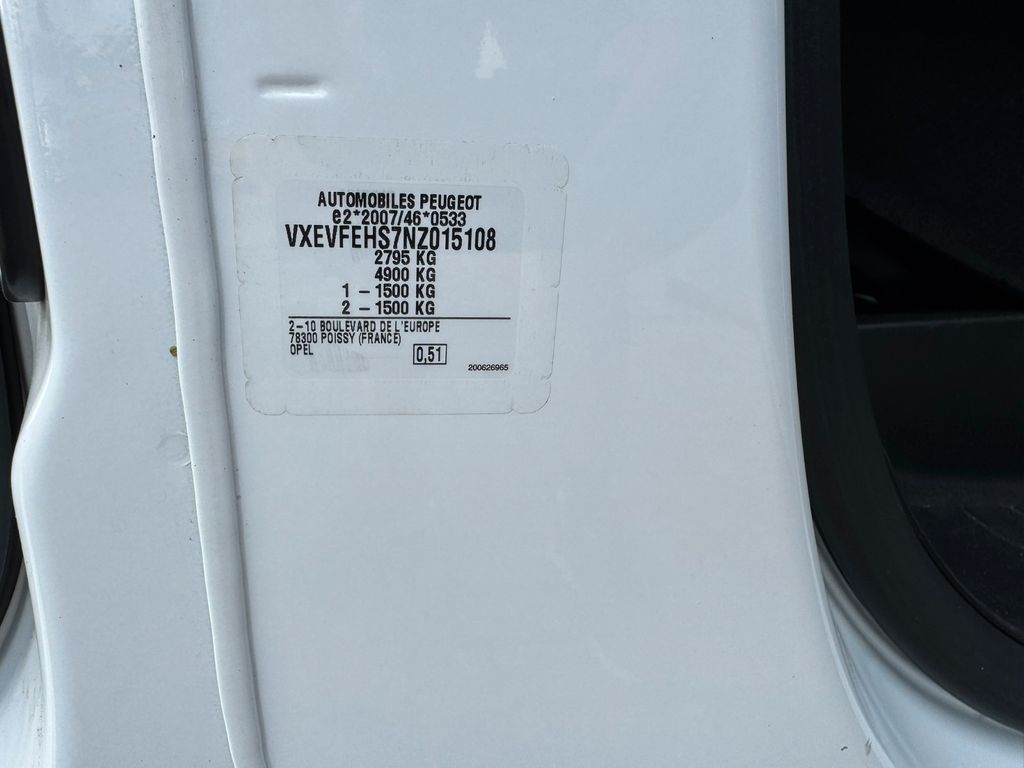 AUTOMOBILES PEUGEOT
e2*2007/46*0533
VXEVFEHS7NZ015108
2795 KG
4900 KG
1 - 1500 KG
2 - 1500 KG
2-10 BOULEVARD DE L'EUROPE
78300 POISSY (FRANCE)
OPEL
0,51
200626965